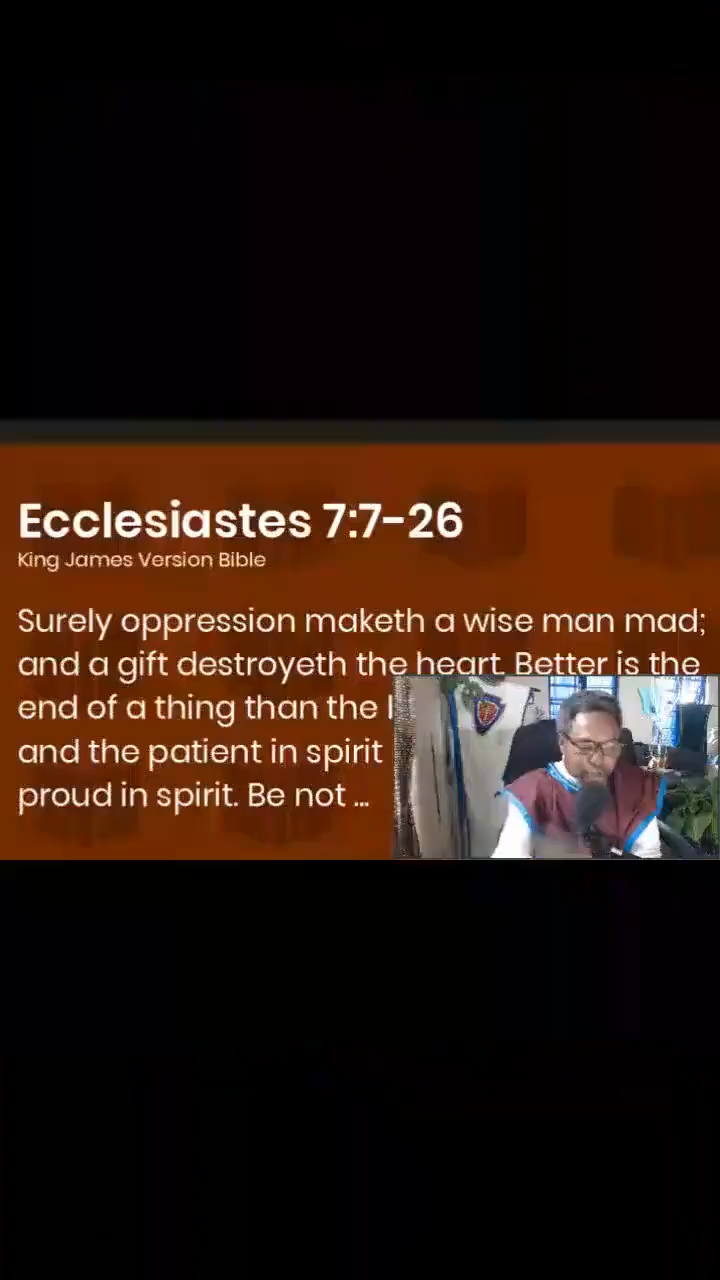 Ecclesiastes 7:7-26
King James Version Bible
Surely oppression maketh a wise man mad;
and a gift destroyeth the heart. Better is the
end of a thing than the
and the patient in spirit
proud in spirit. Be not ...